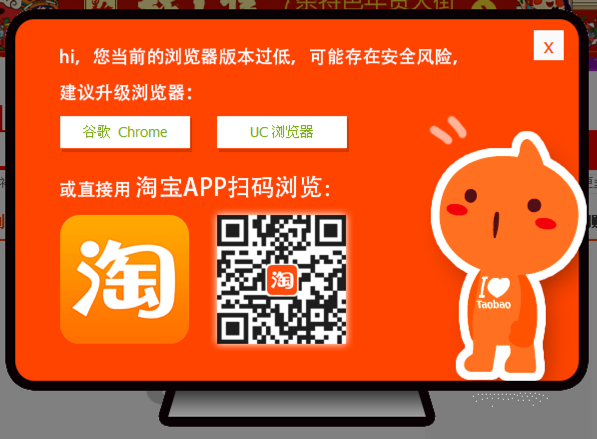 x
hi, 您当前的浏览器版本过低, 可能存在安全风险,
建议升级浏览器:
谷歌 Chrome
UC 浏览器
或直接用 淘宝APP扫码浏览:
淘
淘
I
Taobao